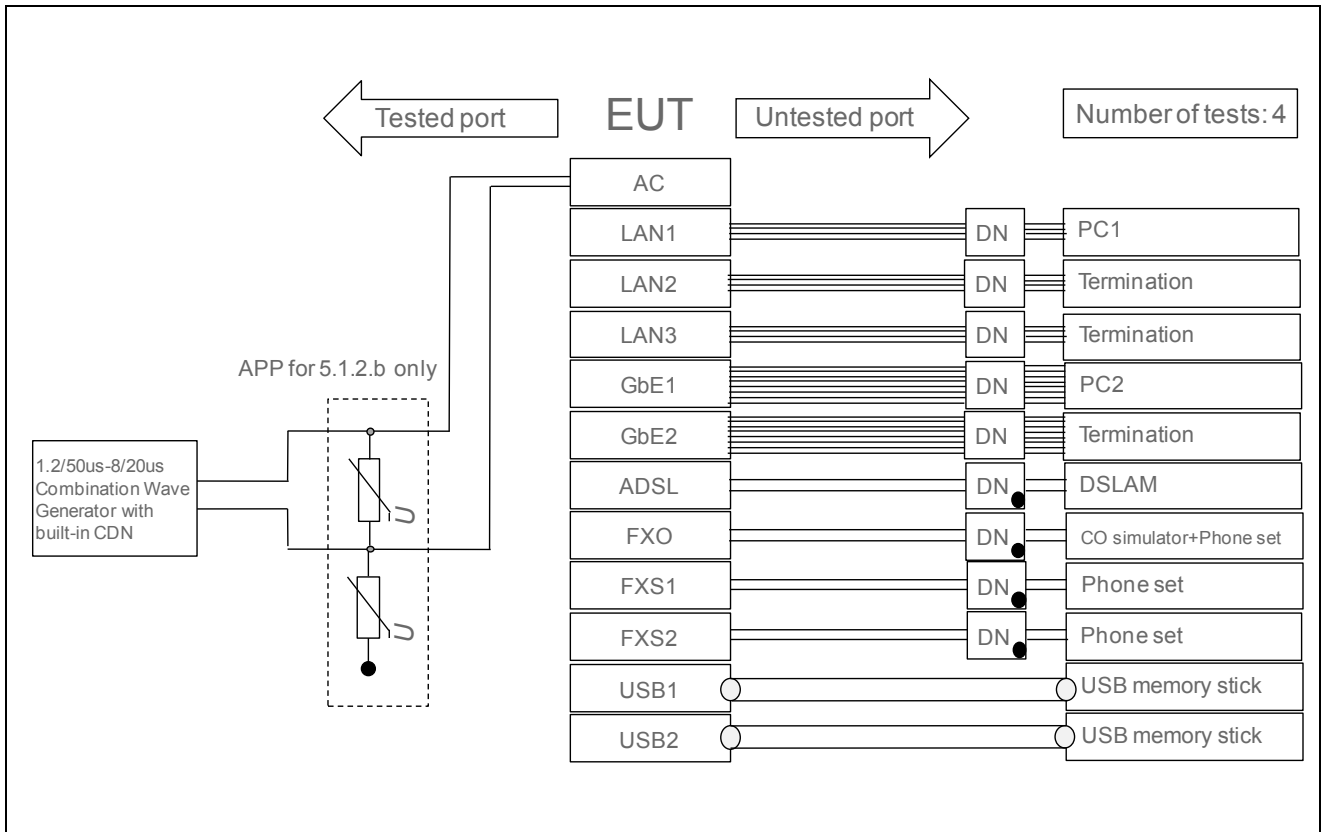 Tested port
EUT
Untested port
Number of tests: 4
AC
LAN1
DN
PC1
LAN2
DN
Termination
LAN3
DN
Termination
APP for 5.1.2.b only
GbE1
DN
PC2
GbE2
DN
Termination
1.2/50us-8/20us
Combination Wave
Generator with
built-in CDN
U
ADSL
DN
DSLAM
FXO
DN
CO simulator+Phone set
FXS1
DN
Phone set
U
FXS2
DN
Phone set
USB1
USB memory stick
USB2
USB memory stick